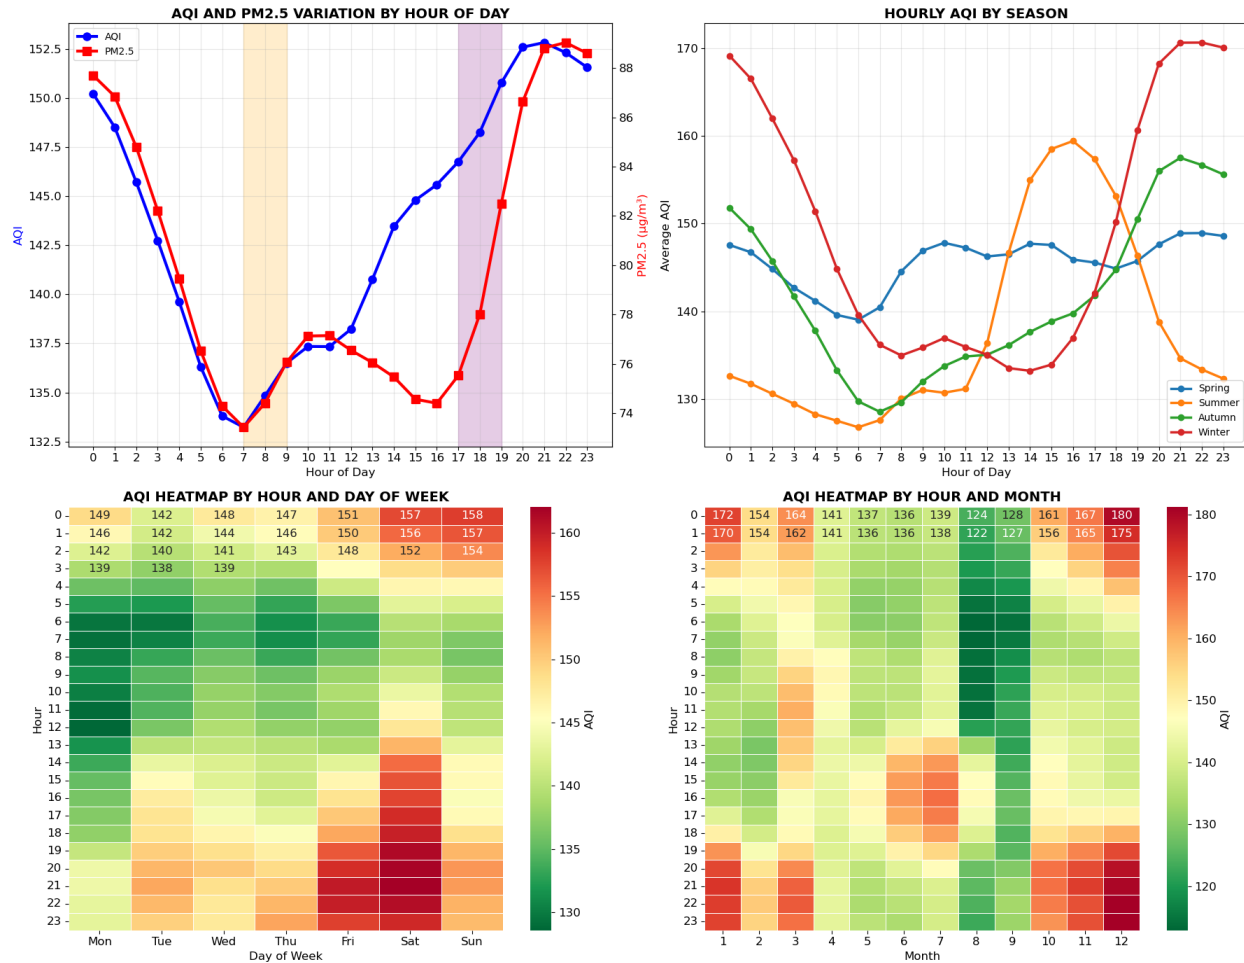 AQI AND PM2.5 VARIATION BY HOUR OF DAY
AQI
PM2.5
152.5
150.0
147.5
145.0
142.5
140.0
137.5
135.0
132.5
AQI
88
86
84
82
80
78
76
74
PM2.5 (µg/m³)
0 1 2 3 4 5 6 7 8 9 10 11 12 13 14 15 16 17 18 19 20 21 22 23
Hour of Day
HOURLY AQI BY SEASON
170
160
150
140
130
Average AQI
Spring
Summer
Autumn
Winter
0 1 2 3 4 5 6 7 8 9 10 11 12 13 14 15 16 17 18 19 20 21 22 23
Hour of Day
AQI HEATMAP BY HOUR AND DAY OF WEEK
0 149 142 148 147 151 157 158
1 146 142 144 146 150 156 157
2 142 140 141 143 148 152 154
3 139 138 139
4
5
6
7
8
9
10
11
12
13
14
15
16
17
18
19
20
21
22
23
Hour
Mon Tue Wed Thu Fri Sat Sun
Day of Week
160
155
150
145
140
135
130
AQI
AQI HEATMAP BY HOUR AND MONTH
0 172 154 164 141 137 136 139 124 128 161 167 180
1 170 154 162 141 136 136 138 122 127 156 165 175
2
3
4
5
6
7
8
9
10
11
12
13
14
15
16
17
18
19
20
21
22
23
Hour
1 2 3 4 5 6 7 8 9 10 11 12
Month
180
170
160
150
140
130
120
AQI